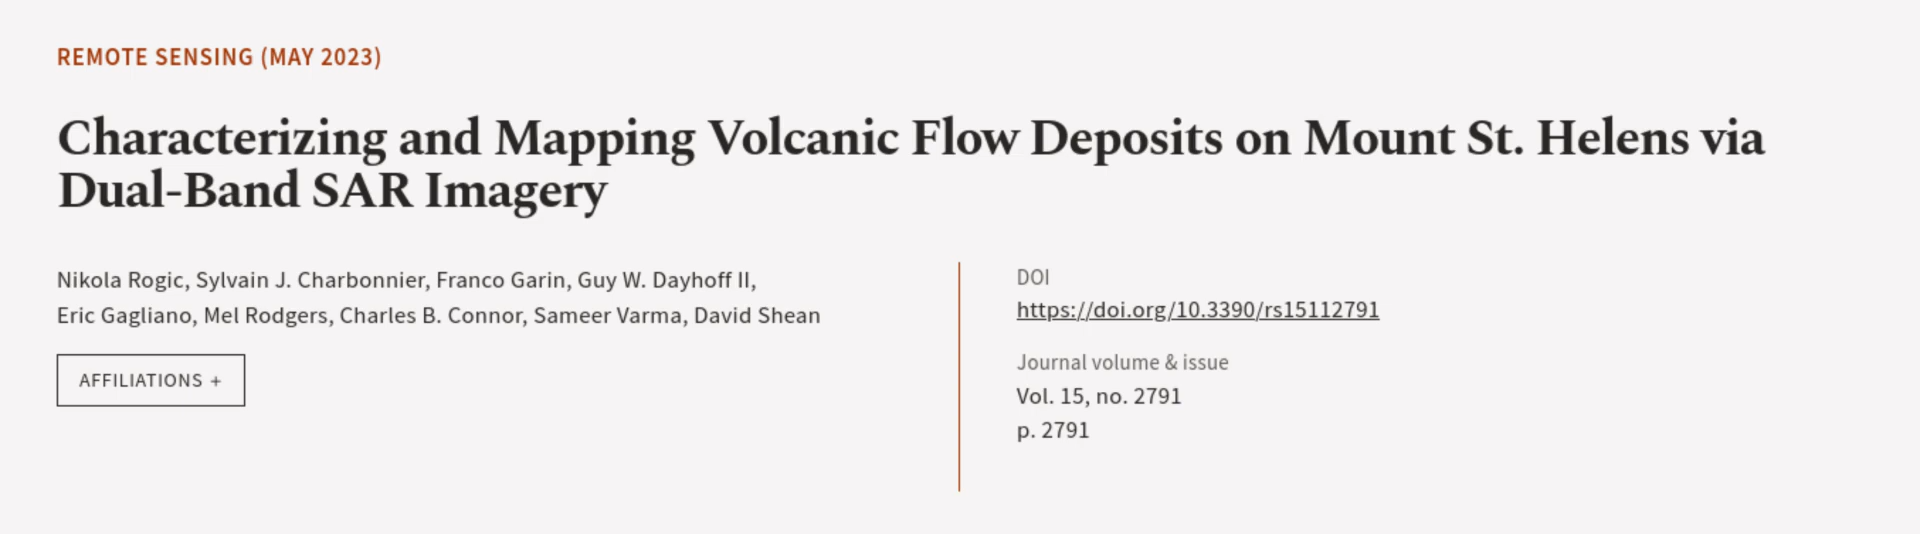 REMOTE SENSING (MAY 2023)
Characterizing and Mapping Volcanic Flow Deposits on Mount St. Helens via
Dual-Band SAR Imagery
Nikola Rogic, Sylvain J. Charbonnier, Franco Garin, Guy W. Dayhoff II,
Eric Gagliano, Mel Rodgers, Charles B. Connor, Sameer Varma, David Shean
AFFILIATIONS +
DOI
https://doi.org/10.3390/rs15112791
Journal volume & issue
Vol. 15, no. 2791
p. 2791